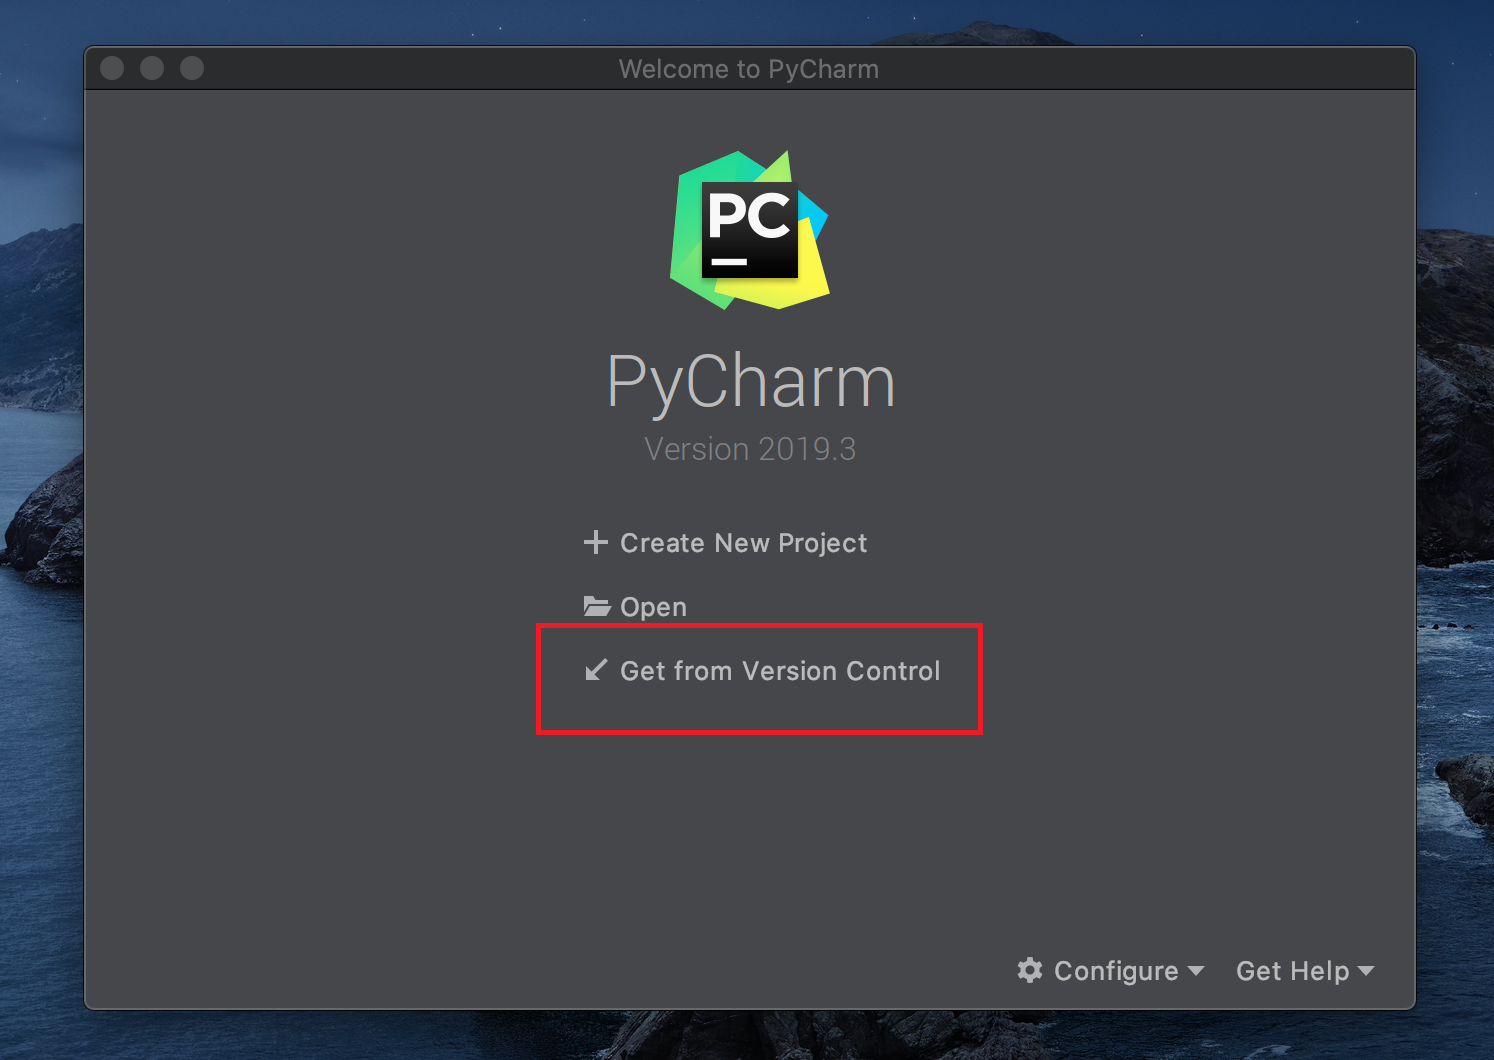 Welcome to PyCharm
PC
PyCharm
Version 2019.3
Create New Project
Open
Get from Version Control
Configure
Get Help